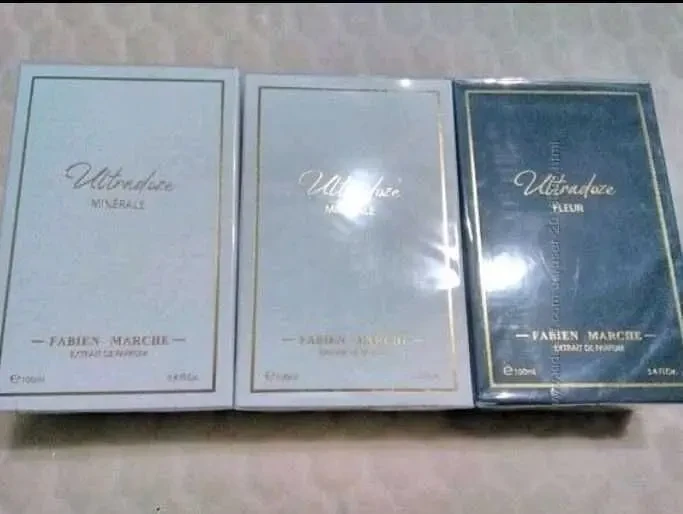 Ultradoze
MINÉRALE
— FABIEN MARCHE —
EXTRAIT DE PARFUM
℮100ml
3.4 Fl.Oz.
Ultradoze
— FABIEN MARCHE —
Ultradoze
FLEUR
— FABIEN MARCHE —
EXTRAIT DE PARFUM
℮100ml
3.4 Fl.Oz.